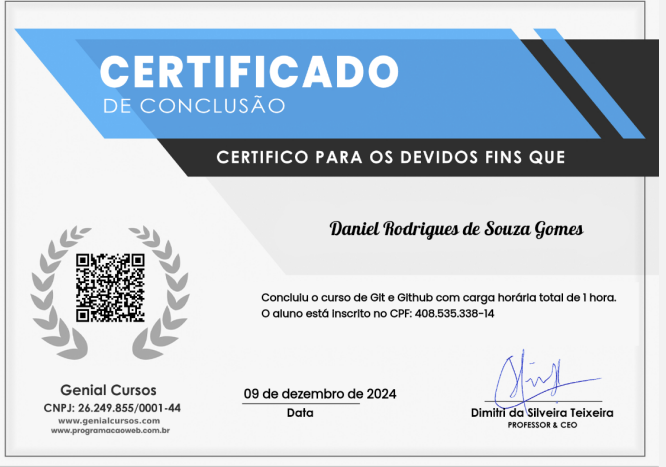 CERTIFICADO
DE CONCLUSÃO
CERTIFICO PARA OS DEVIDOS FINS QUE
Daniel Rodrigues de Souza Gomes
Concluiu o curso de Git e Github com carga horária total de 1 hora.
O aluno está inscrito no CPF: 408.535.338-14
Genial Cursos
CNPJ: 26.249.855/0001-44
www.genialcursos.com
www.programacaoweb.com.br
09 de dezembro de 2024
Data
Dimitri da Silveira Teixeira
PROFESSOR & CEO